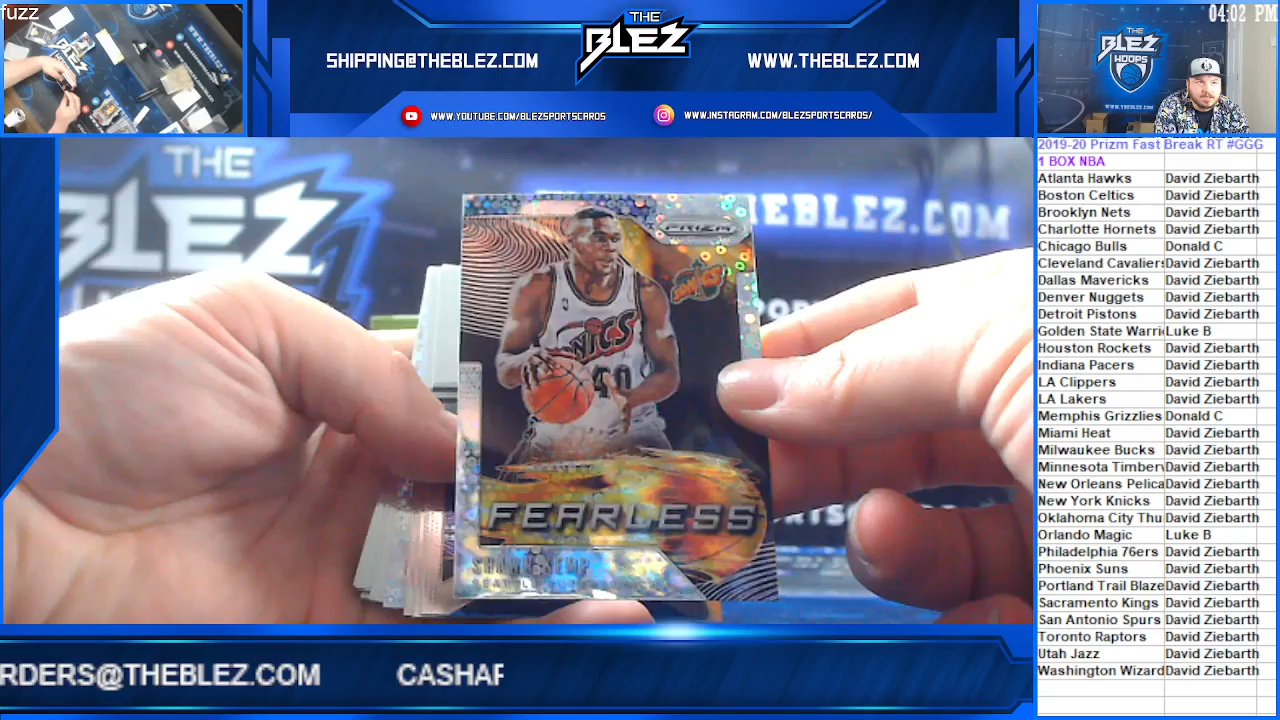 fuzz
SHIPPING@THEBLEZ.COM
THE
BLEZ
WWW.THEBLEZ.COM
WWW.YOUTUBE.COM/BLEZSPORTSCARDS
WWW.INSTAGRAM.COM/BLEZSPORTSCARDS/
04:02 PM
THE
BLEZ
HOOPS
THE
BLEZ
HEBLEZ.COM
PRIZM
SONICS
SONICS
40
FEARLESS
SHAWN KEMP
RDERS@THEBLEZ.COM CASHAP
2019-20 Prizm Fast Break RT #GGG
1 BOX NBA
Atlanta Hawks David Ziebarth
Boston Celtics David Ziebarth
Brooklyn Nets David Ziebarth
Charlotte Hornets David Ziebarth
Chicago Bulls Donald C
Cleveland Cavaliers David Ziebarth
Dallas Mavericks David Ziebarth
Denver Nuggets David Ziebarth
Detroit Pistons David Ziebarth
Golden State Warri Luke B
Houston Rockets David Ziebarth
Indiana Pacers David Ziebarth
LA Clippers David Ziebarth
LA Lakers David Ziebarth
Memphis Grizzlies Donald C
Miami Heat David Ziebarth
Milwaukee Bucks David Ziebarth
Minnesota Timberv David Ziebarth
New Orleans Pelica David Ziebarth
New York Knicks David Ziebarth
Oklahoma City Thu David Ziebarth
Orlando Magic Luke B
Philadelphia 76ers David Ziebarth
Phoenix Suns David Ziebarth
Portland Trail Blaze David Ziebarth
Sacramento Kings David Ziebarth
San Antonio Spurs David Ziebarth
Toronto Raptors David Ziebarth
Utah Jazz David Ziebarth
Washington Wizard David Ziebarth